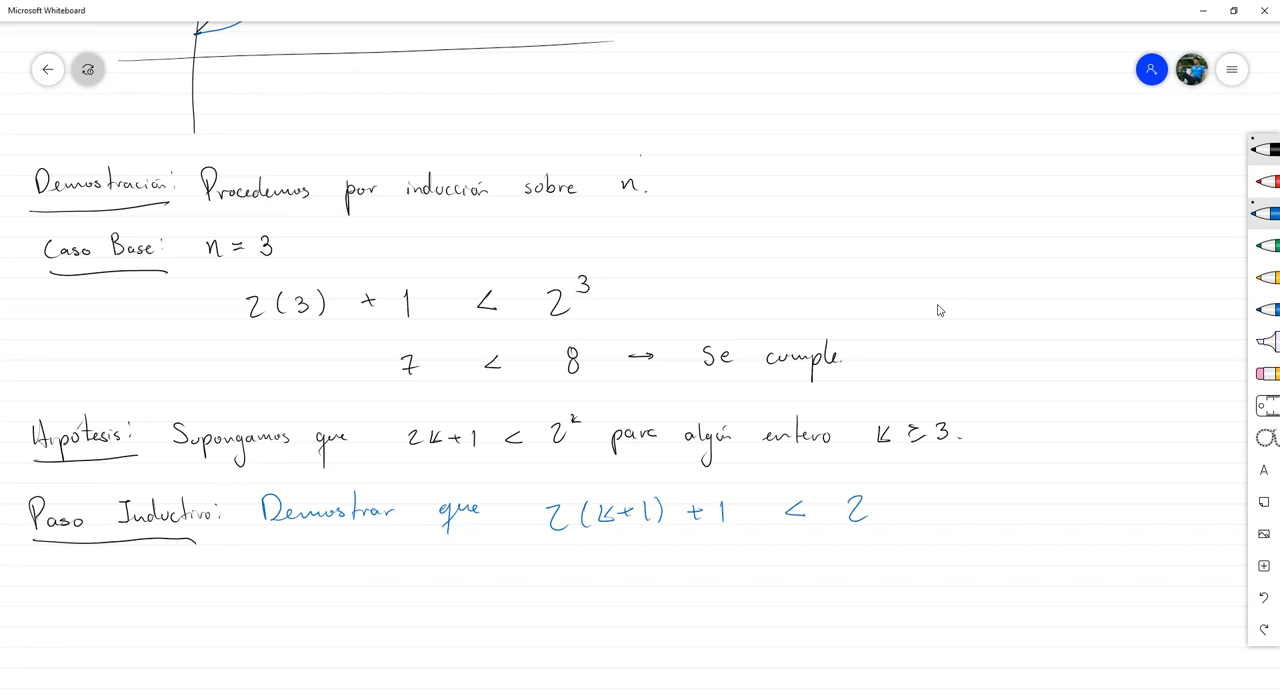 Microsoft Whiteboard
Demostración: Procedemos por inducción sobre n.
Caso Base: n = 3
2(3) + 1 < 2³
7 < 8 → Se cumple.
Hipótesis: Supongamos que 2k+1 < 2ᵏ para algún entero k ≥ 3.
Paso Inductivo: Demostrar que 2(k+1) + 1 < 2
A